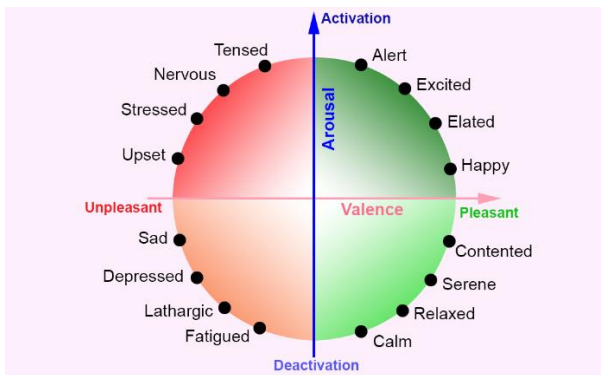 Activation
Tensed
Alert
Nervous
Excited
Stressed
Arousal
Elated
Upset
Happy
Unpleasant
Valence
Pleasant
Sad
Contented
Depressed
Serene
Lathargic
Relaxed
Fatigued
Calm
Deactivation